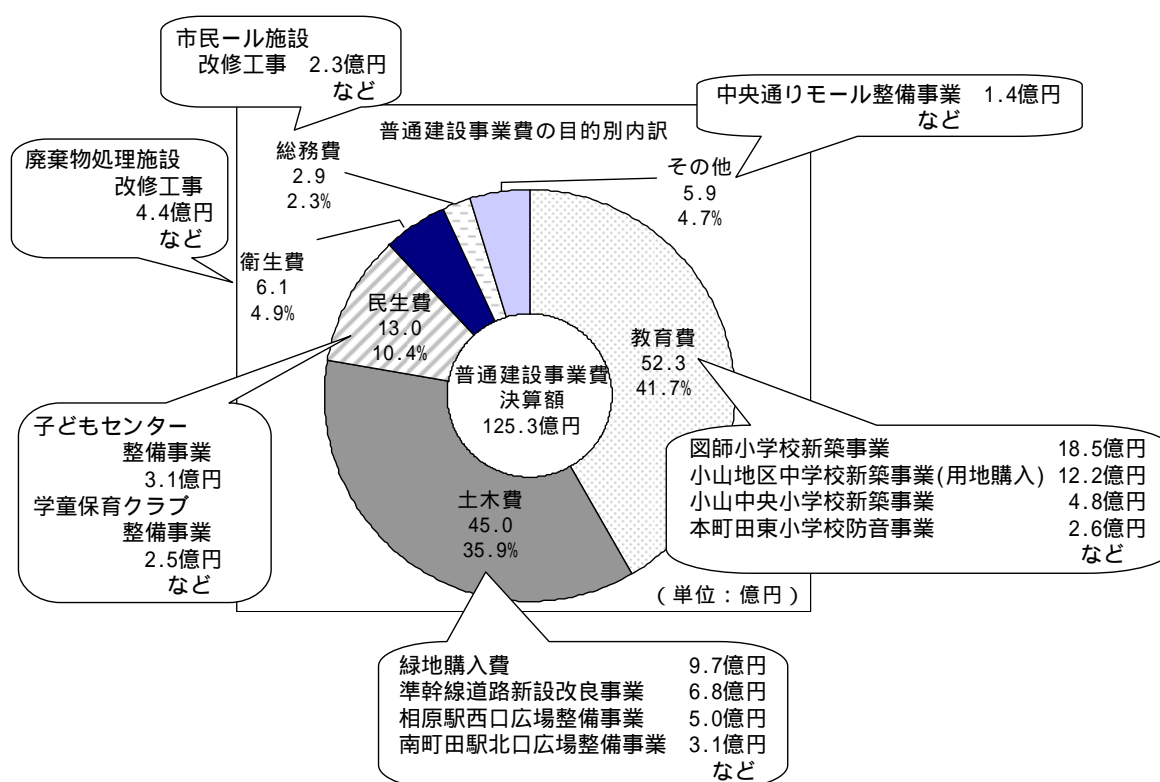 市民ール施設
改修工事 2.3億円
など
中央通りモール整備事業 1.4億円
など
普通建設事業費の目的別内訳
廃棄物処理施設
改修工事
4.4億円
など
総務費
2.9
2.3%
その他
5.9
4.7%
衛生費
6.1
4.9%
民生費
13.0
10.4%
教育費
52.3
41.7%
普通建設事業費
決算額
125.3億円
子どもセンター
整備事業
3.1億円
学童保育クラブ
整備事業
2.5億円
など
土木費
45.0
35.9%
図師小学校新築事業 18.5億円
小山地区中学校新築事業(用地購入) 12.2億円
小山中央小学校新築事業 4.8億円
本町田東小学校防音事業 2.6億円
など
(単位:億円)
緑地購入費 9.7億円
準幹線道路新設改良事業 6.8億円
相原駅西口広場整備事業 5.0億円
南町田駅北口広場整備事業 3.1億円
など